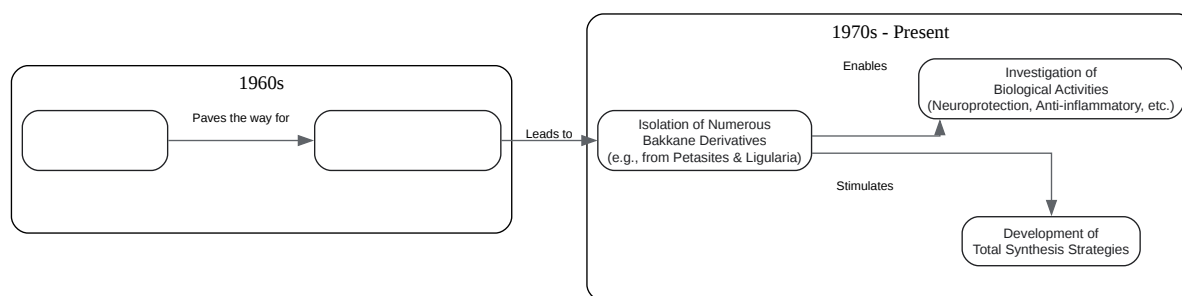 1960s
Paves the way for
Leads to
1970s - Present
Isolation of Numerous
Bakkane Derivatives
(e.g., from Petasites & Ligularia)
Enables
Investigation of
Biological Activities
(Neuroprotection, Anti-inflammatory, etc.)
Stimulates
Development of
Total Synthesis Strategies